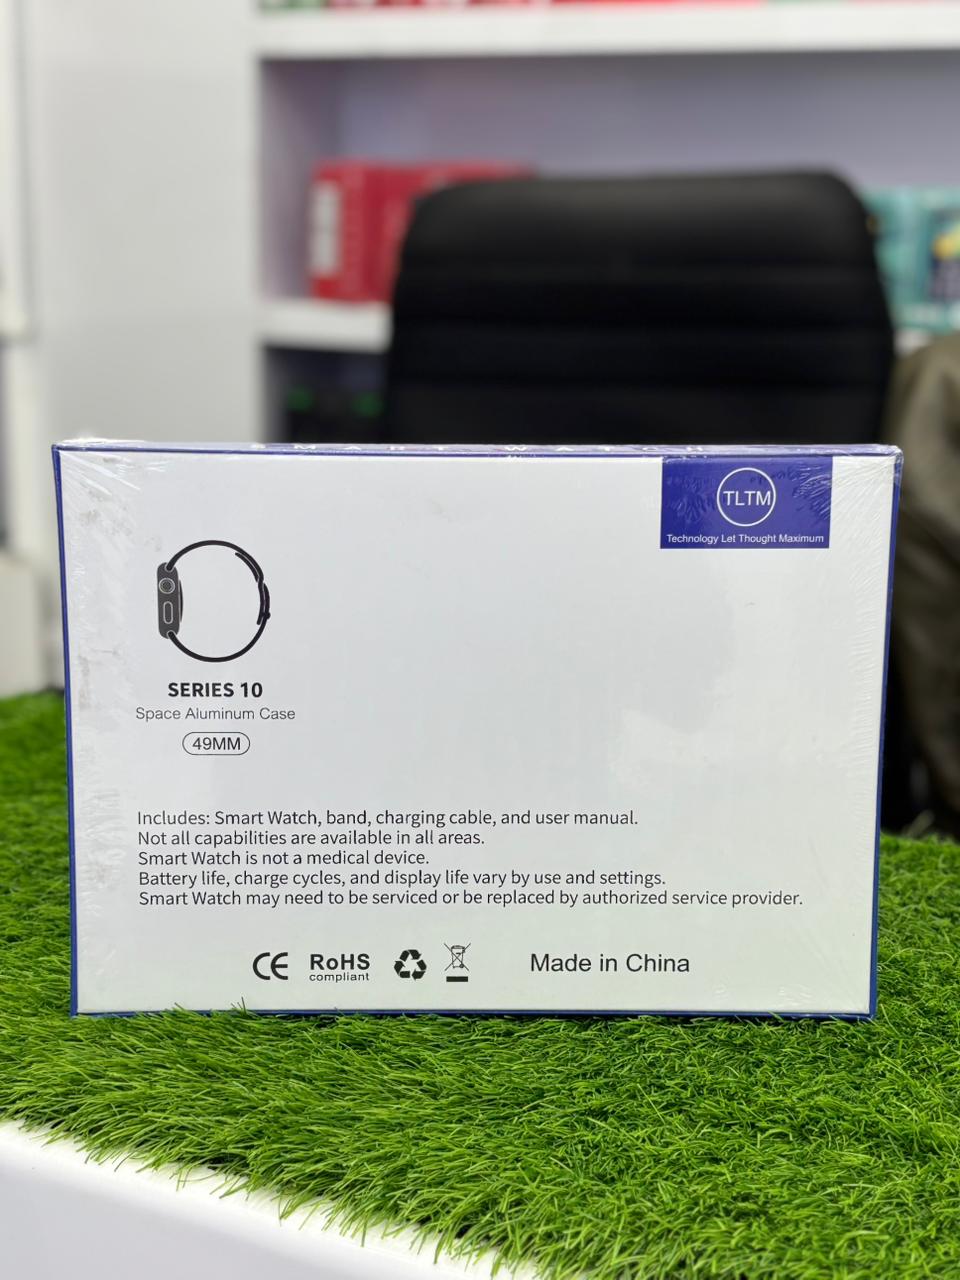 SMART WATCH
TLTM
Technology Let Thought Maximum
SERIES 10
Space Aluminum Case
49MM
Includes: Smart Watch, band, charging cable, and user manual.
Not all capabilities are available in all areas.
Smart Watch is not a medical device.
Battery life, charge cycles, and display life vary by use and settings.
Smart Watch may need to be serviced or be replaced by authorized service provider.
CE RoHS Made in China
compliant